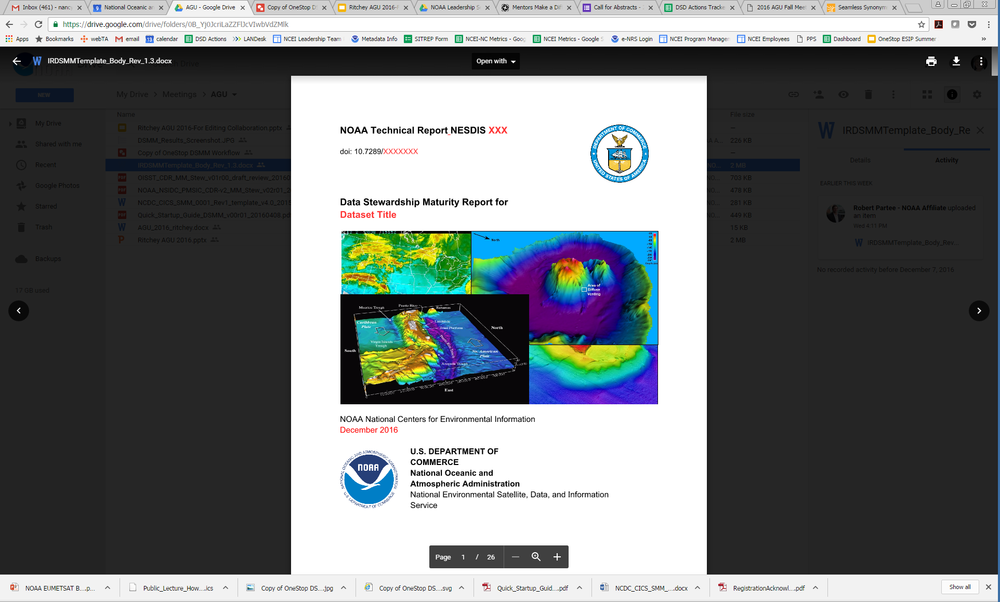 Inbox (461) - nancy
National Oceanic an
AGU - Google Drive
Copy of OneStop D
Ritchey AGU 2016-F
NOAA Leadership S
Mentors Make a Diff
Call for Abstracts -
DSD Actions Tracke
2016 AGU Fall Meet
Seamless Synonym
https://drive.google.com/drive/folders/0B_Yj0JcriLaZZFlJcVIwbVdZMlk
Apps
Bookmarks
webTA
email
calendar
DSD Actions
LANDesk
NCEI Leadership Team
Metadata Info
SITREP Form
NCEI-NC Metrics - Goog
NCEI Metrics - Google S
e-NRS Login
NCEI Program Manager
NCEI Employees
PPS
Dashboard
OneStop ESIP Summer
IRDSMMTemplate_Body_Rev_1.3.docx
Open with
Search Drive
NEW
My Drive > Meetings > AGU
My Drive
Shared with me
Recent
Google Photos
Starred
Trash
Backups
17 GB used
Name
Ritchey AGU 2016-For Editing Collaboration.pptx
DSMM_Results_Screenshot.JPG
Copy of OneStop DSMM Workflow
IRDSMMTemplate_Body_Rev_1.3.docx
OISST_CDR_MM_Stew_v01r00_draft_review_20160
NOAA_NSIDC_PMSIC_CDR-v2_MM_Stew_v02r01_2
NCDC_CICS_SMM_0001_Rev1_template_v4.0_2015
Quick_Startup_Guide_DSMM_v00r01_20160408.pdf
AGU_2016_ritchey.docx
Ritchey AGU 2016.pptx
NOAA Technical Report NESDIS XXX
doi: 10.7289/XXXXXXX
DEPARTMENT OF COMMERCE
UNITED STATES OF AMERICA
Data Stewardship Maturity Report for
Dataset Title
North
Area of
Diffuse
Venting
Muertos Trough
Puerto Rico
Bahamas
Caribbean
Plate
Landslide
Tilted Platform
North
Virgin Islands
Trough
Puerto Rico Trench
South
No. American
Plate
Anegada Trough
East
NOAA National Centers for Environmental Information
December 2016
NATIONAL OCEANIC AND ATMOSPHERIC ADMINISTRATION
NOAA
U.S. DEPARTMENT OF COMMERCE
U.S. DEPARTMENT OF
COMMERCE
National Oceanic and
Atmospheric Administration
National Environmental Satellite, Data, and Information
Service
Page 1 / 26
File size
226 KB
2 MB
703 KB
478 KB
281 KB
449 KB
15 KB
2 MB
IRDSMMTemplate_Body_Re
Details
Activity
EARLIER THIS WEEK
Robert Partee - NOAA Affiliate uploaded
an item
Wed 4:11 PM
IRDSMMTemplate_Body_Rev...
No recorded activity before December 7, 2016
NOAA EUMETSAT B....p...
Public_Lecture_How....ics
Copy of OneStop DS....jpg
Copy of OneStop DS....svg
Quick_Startup_Guid....pdf
NCDC_CICS_SMM_....docx
RegistrationAcknowl....pdf
Show all